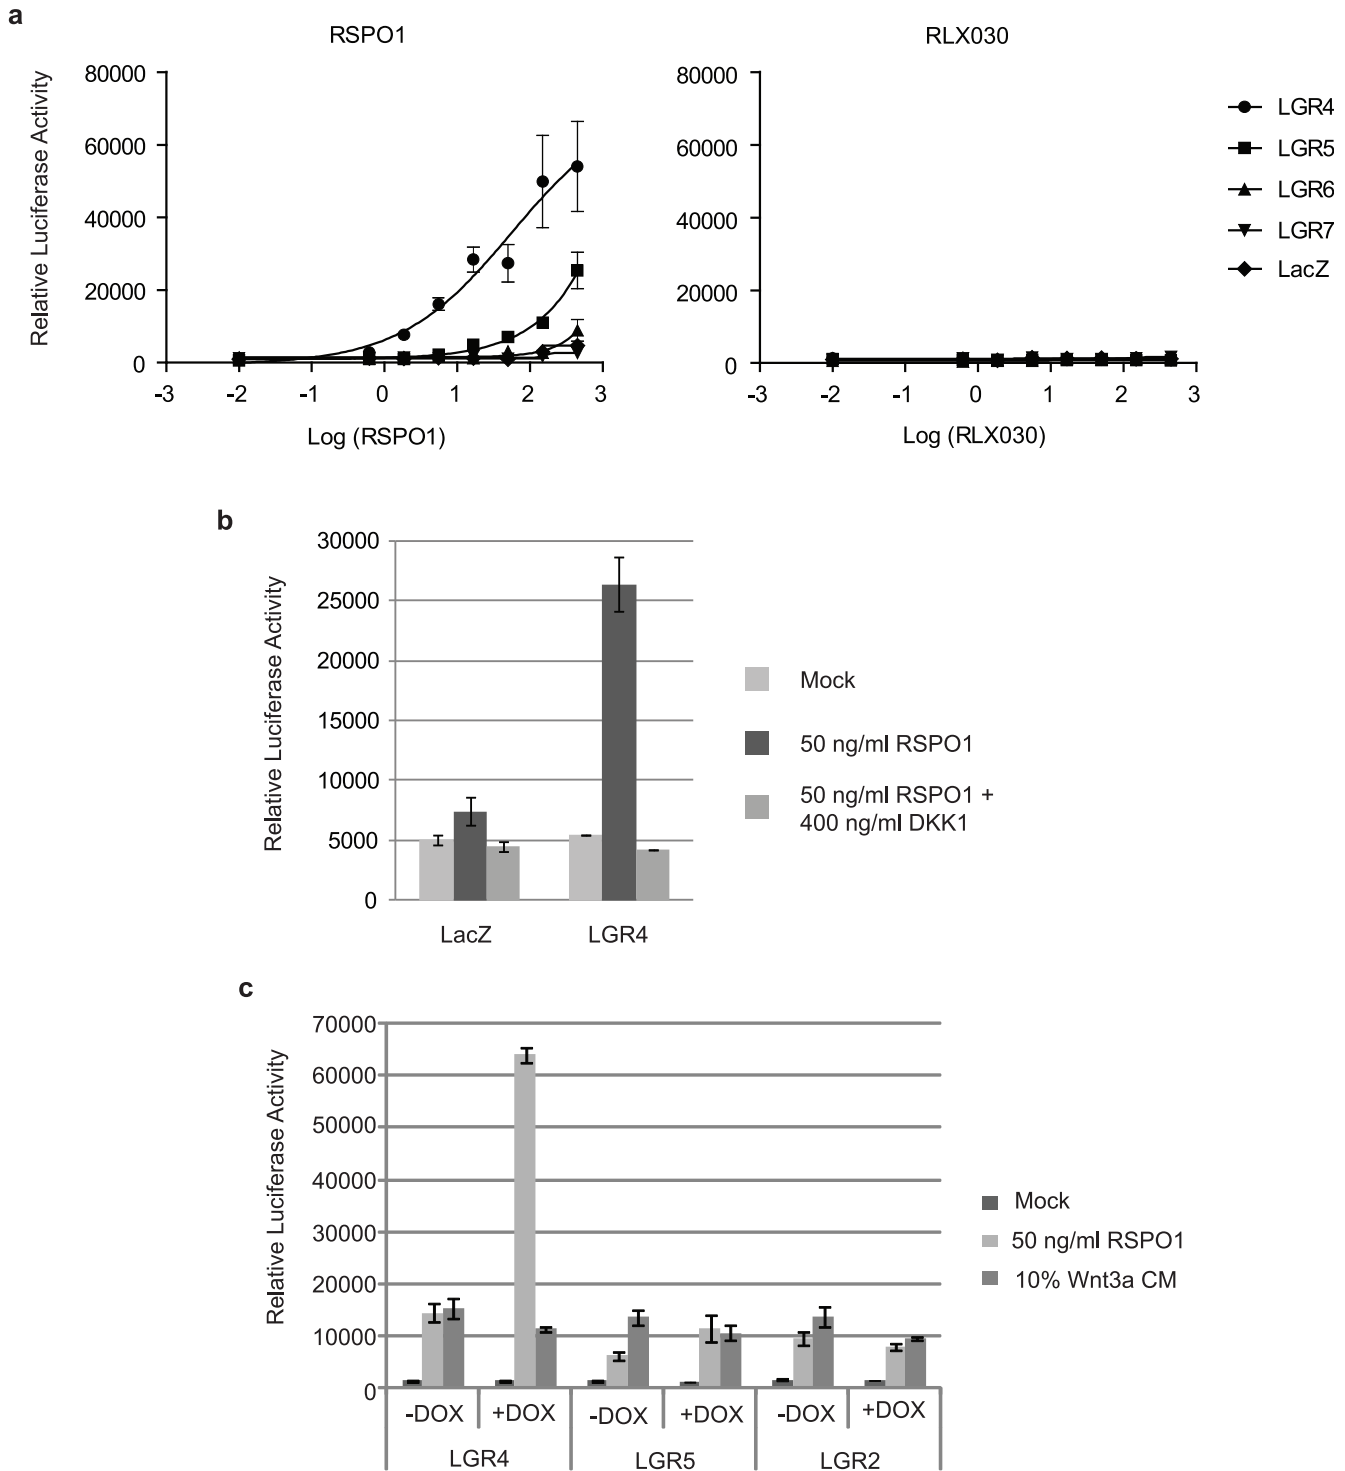 a
RSPO1
RLX030
Relative Luciferase Activity
80000
60000
40000
20000
0
-3 -2 -1 0 1 2 3
Log (RSPO1)
80000
60000
40000
20000
0
-3 -2 -1 0 1 2 3
Log (RLX030)
LGR4
LGR5
LGR6
LGR7
LacZ
b
Relative Luciferase Activity
30000
25000
20000
15000
10000
5000
0
LacZ LGR4
Mock
50 ng/ml RSPO1
50 ng/ml RSPO1 +
400 ng/ml DKK1
c
Relative Luciferase Activity
70000
60000
50000
40000
30000
20000
10000
0
-DOX +DOX -DOX +DOX -DOX +DOX
LGR4 LGR5 LGR2
Mock
50 ng/ml RSPO1
10% Wnt3a CM